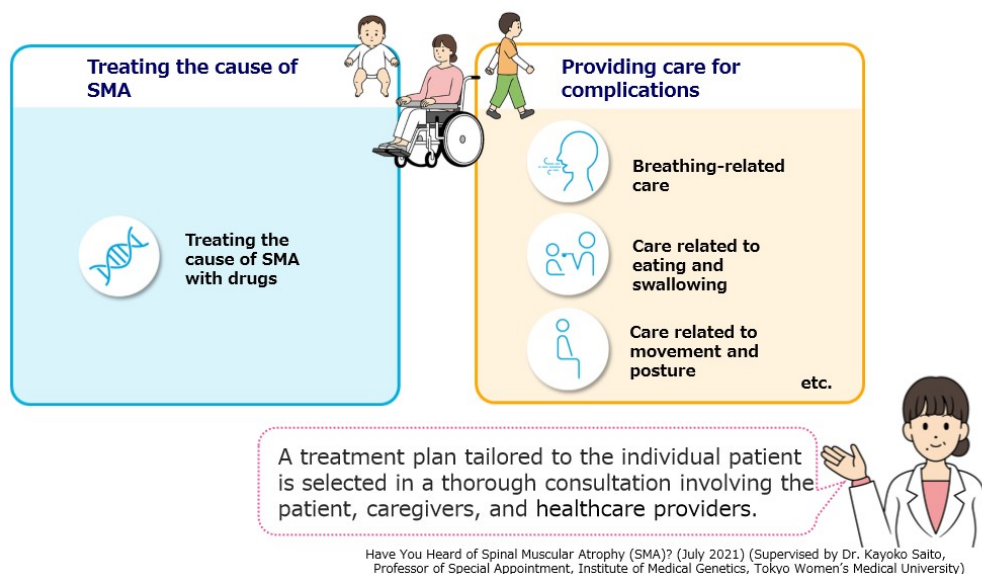 Treating the cause of
SMA
Treating the
cause of SMA
with drugs
Providing care for
complications
Breathing-related
care
Care related to
eating and
swallowing
Care related to
movement and
posture
etc.
A treatment plan tailored to the individual patient
is selected in a thorough consultation involving the
patient, caregivers, and healthcare providers.
Have You Heard of Spinal Muscular Atrophy (SMA)? (July 2021) (Supervised by Dr. Kayoko Saito,
Professor of Special Appointment, Institute of Medical Genetics, Tokyo Women's Medical University)